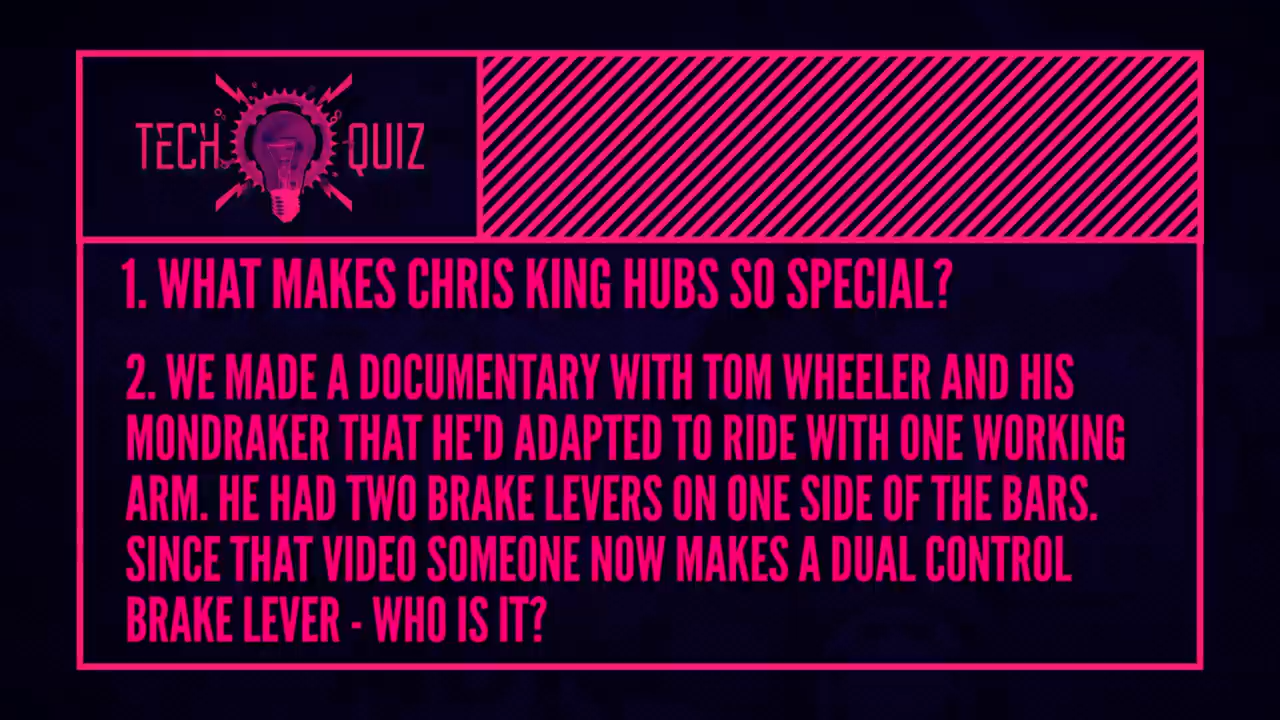 TECH QUIZ
1. WHAT MAKES CHRIS KING HUBS SO SPECIAL?
2. WE MADE A DOCUMENTARY WITH TOM WHEELER AND HIS
MONDRAKER THAT HE'D ADAPTED TO RIDE WITH ONE WORKING
ARM. HE HAD TWO BRAKE LEVERS ON ONE SIDE OF THE BARS.
SINCE THAT VIDEO SOMEONE NOW MAKES A DUAL CONTROL
BRAKE LEVER - WHO IS IT?